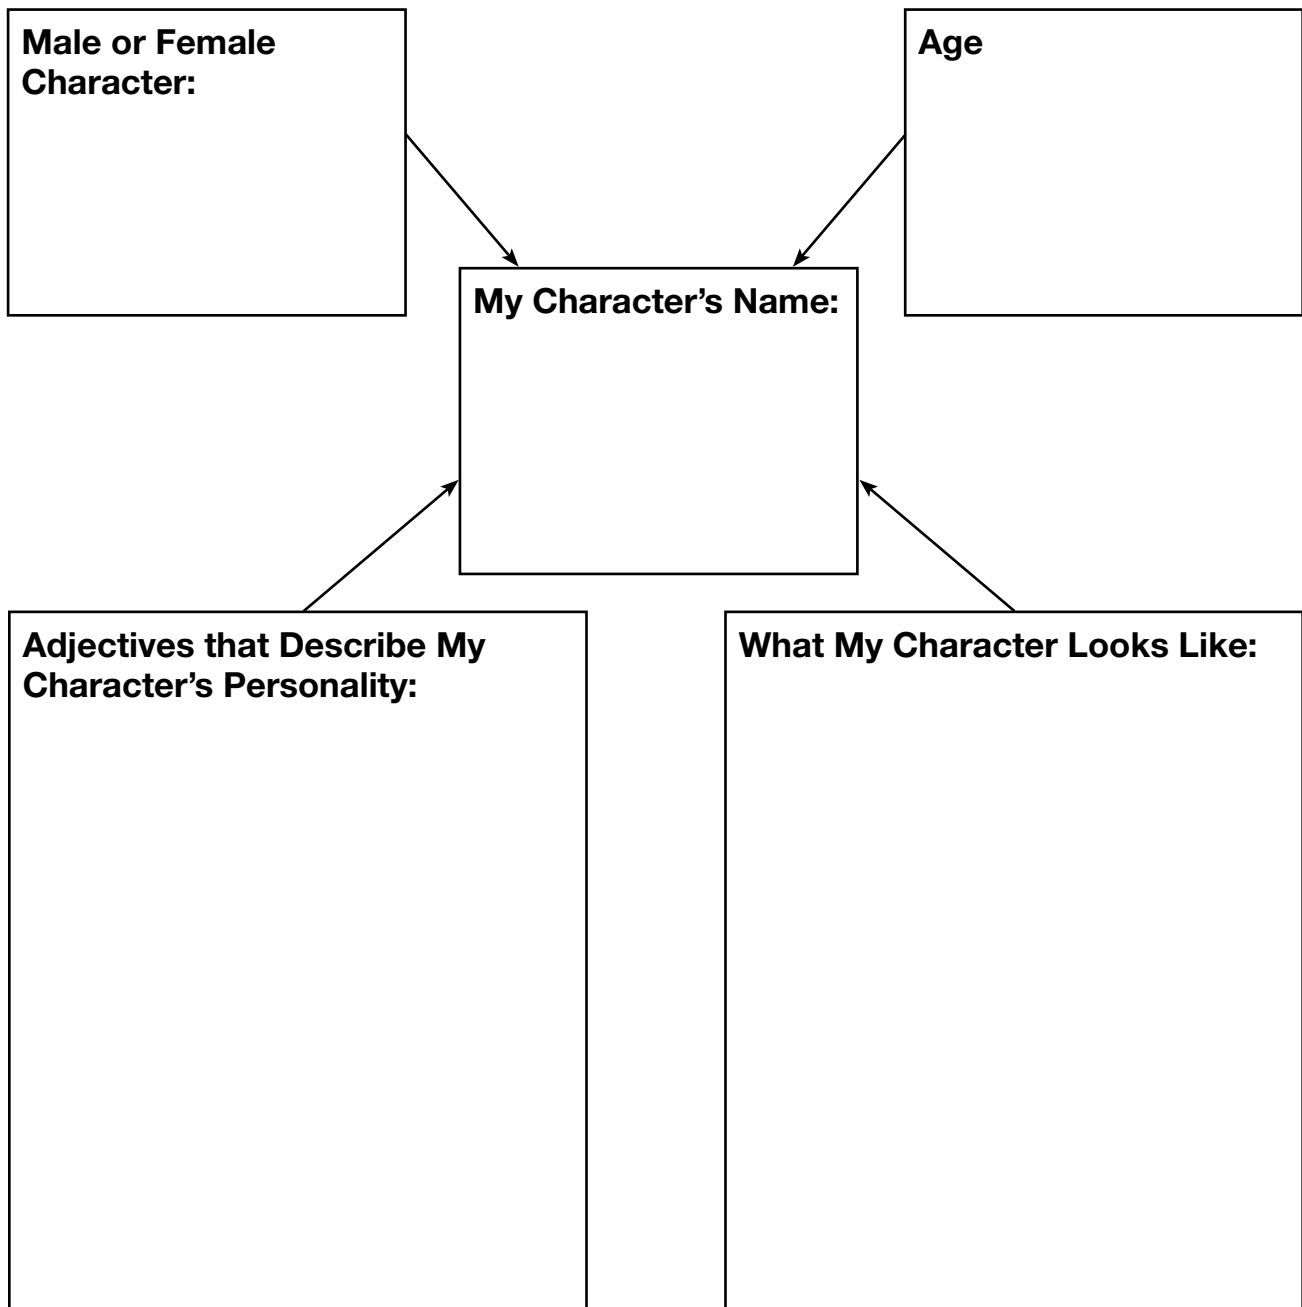 Male or Female
Character:
Age
My Character’s Name:
Adjectives that Describe My
Character’s Personality:
What My Character Looks Like: